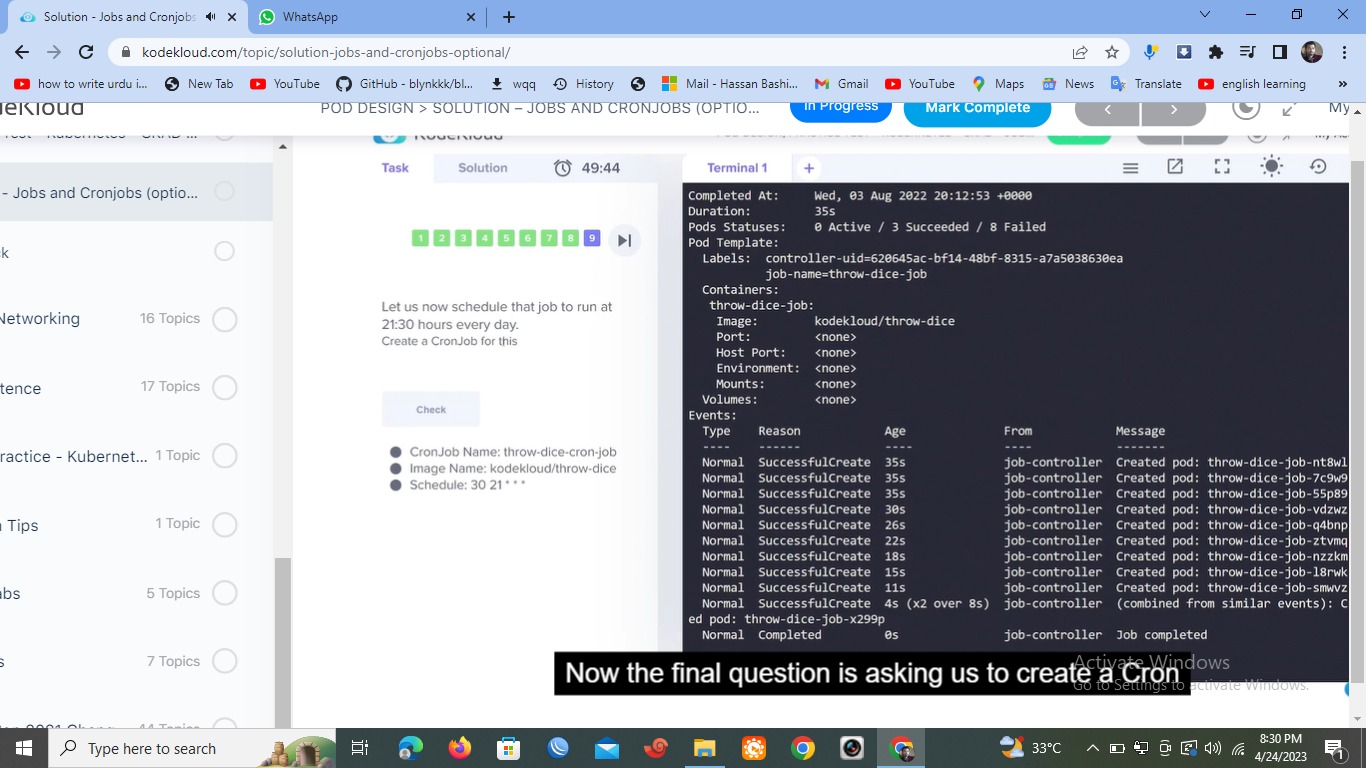 Solution - Jobs and Cronjobs
WhatsApp
kodekloud.com/topic/solution-jobs-and-cronjobs-optional/
how to write urdu i...
New Tab
YouTube
GitHub - blynkkk/bl...
wqq
History
Mail - Hassan Bashi...
Gmail
YouTube
Maps
News
Translate
english learning
»
POD DESIGN > SOLUTION – JOBS AND CRONJOBS (OPTIO...
In Progress
Mark Complete
My
- Jobs and Cronjobs (optio...
Networking
16 Topics
tence
17 Topics
ractice - Kubernet...
1 Topic
Tips
1 Topic
abs
5 Topics
s
7 Topics
KodeKloud
Task
Solution
49:44
Terminal 1
+
1 2 3 4 5 6 7 8 9
Let us now schedule that job to run at
21:30 hours every day.
Create a CronJob for this
Check
CronJob Name: throw-dice-cron-job
Image Name: kodekloud/throw-dice
Schedule: 30 21 * * *
Completed At: Wed, 03 Aug 2022 20:12:53 +0000
Duration: 35s
Pods Statuses: 0 Active / 3 Succeeded / 8 Failed
Pod Template:
Labels: controller-uid=620645ac-bf14-48bf-8315-a7a5038630ea
job-name=throw-dice-job
Containers:
throw-dice-job:
Image: kodekloud/throw-dice
Port: <none>
Host Port: <none>
Environment: <none>
Mounts: <none>
Volumes: <none>
Events:
Type Reason Age From Message
---- ------ ---- ---- -------
Normal SuccessfulCreate 35s job-controller Created pod: throw-dice-job-nt8wl
Normal SuccessfulCreate 35s job-controller Created pod: throw-dice-job-7c9w9
Normal SuccessfulCreate 35s job-controller Created pod: throw-dice-job-55p89
Normal SuccessfulCreate 30s job-controller Created pod: throw-dice-job-vdzwz
Normal SuccessfulCreate 26s job-controller Created pod: throw-dice-job-q4bnp
Normal SuccessfulCreate 22s job-controller Created pod: throw-dice-job-ztvmq
Normal SuccessfulCreate 18s job-controller Created pod: throw-dice-job-nzzkm
Normal SuccessfulCreate 15s job-controller Created pod: throw-dice-job-l8rwk
Normal SuccessfulCreate 11s job-controller Created pod: throw-dice-job-smwvz
Normal SuccessfulCreate 4s (x2 over 8s) job-controller (combined from similar events): C
ed pod: throw-dice-job-x299p
Normal Completed 0s job-controller Job completed
Now the final question is asking us to create a Cron
Activate Windows
Go to Settings to activate Windows.
Type here to search
33°C
8:30 PM
4/24/2023
1